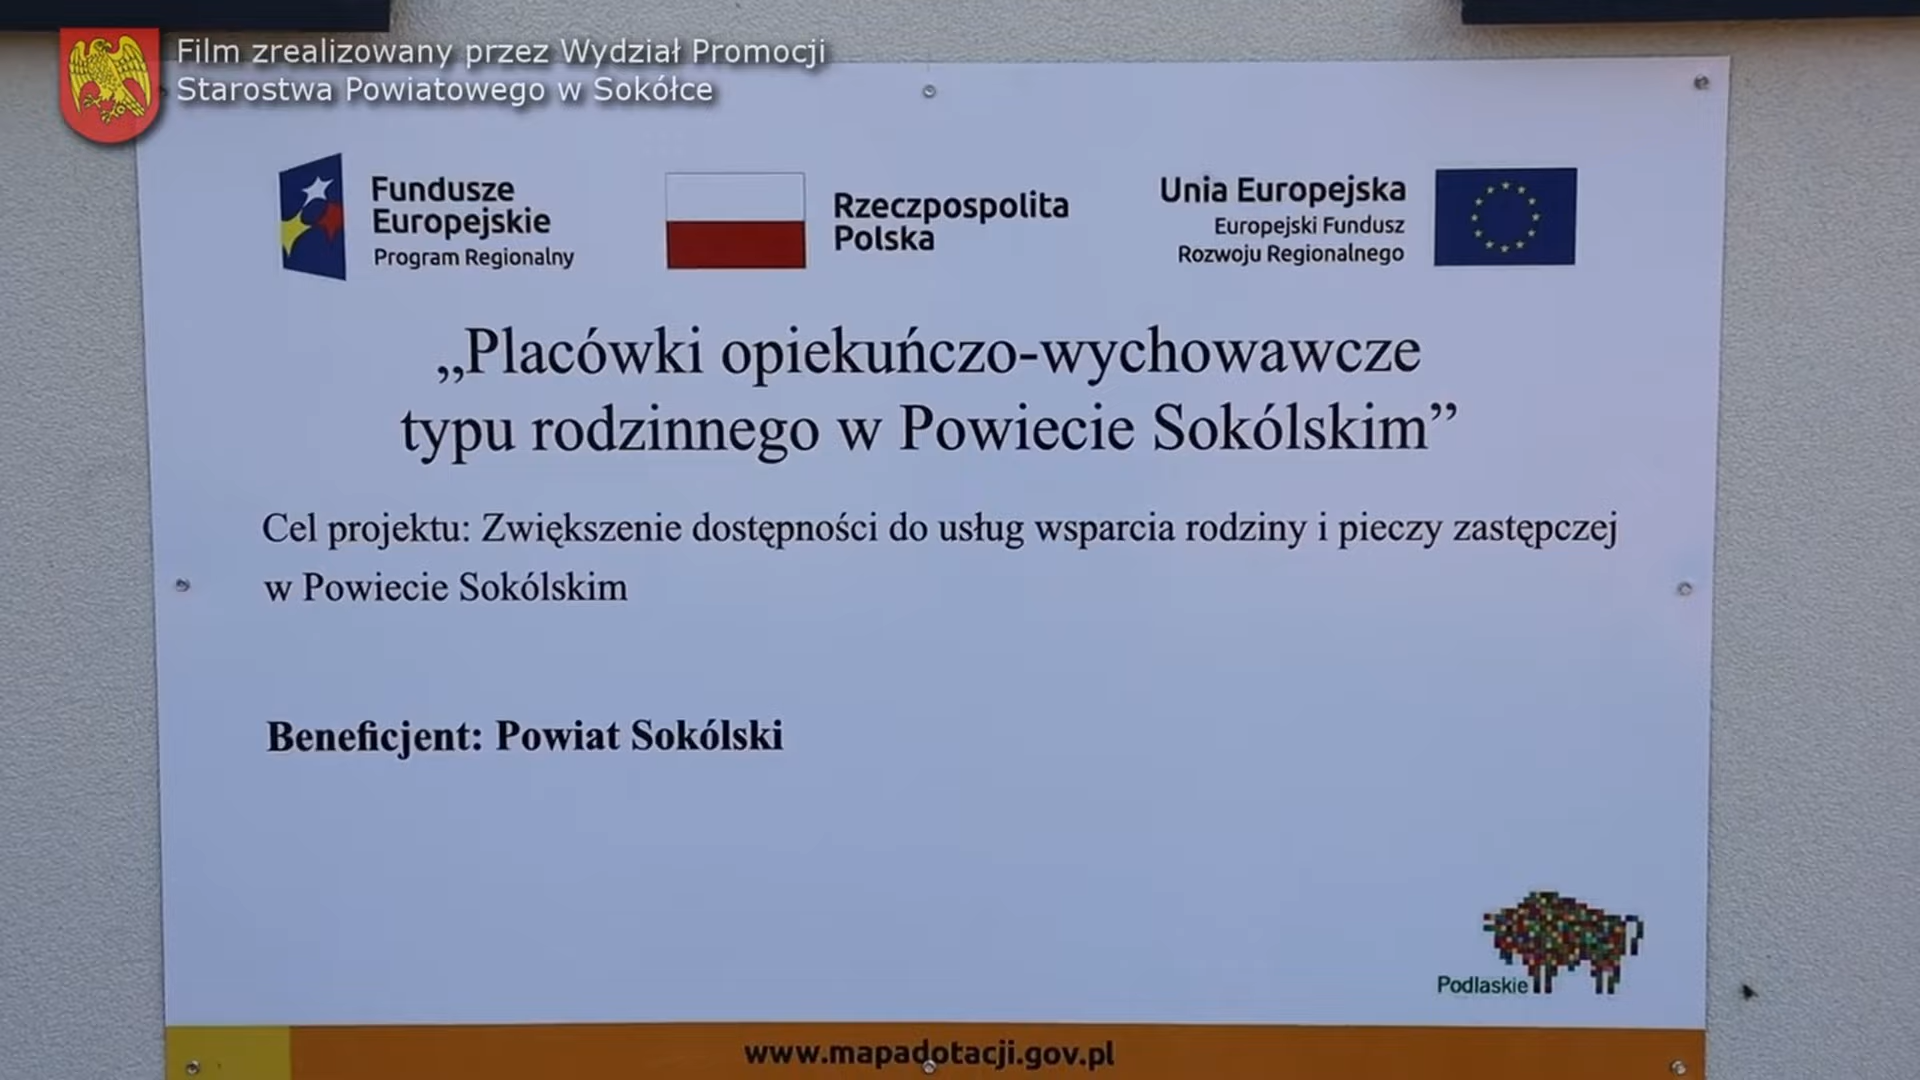 Film zrealizowany przez Wydział Promocji
Starostwa Powiatowego w Sokółce
Fundusze
Europejskie
Program Regionalny
Rzeczpospolita
Polska
Unia Europejska
Europejski Fundusz
Rozwoju Regionalnego
„Placówki opiekuńczo-wychowawcze
typu rodzinnego w Powiecie Sokólskim”
Cel projektu: Zwiększenie dostępności do usług wsparcia rodziny i pieczy zastępczej
w Powiecie Sokólskim
Beneficjent: Powiat Sokólski
Podlaskie
www.mapadotacji.gov.pl